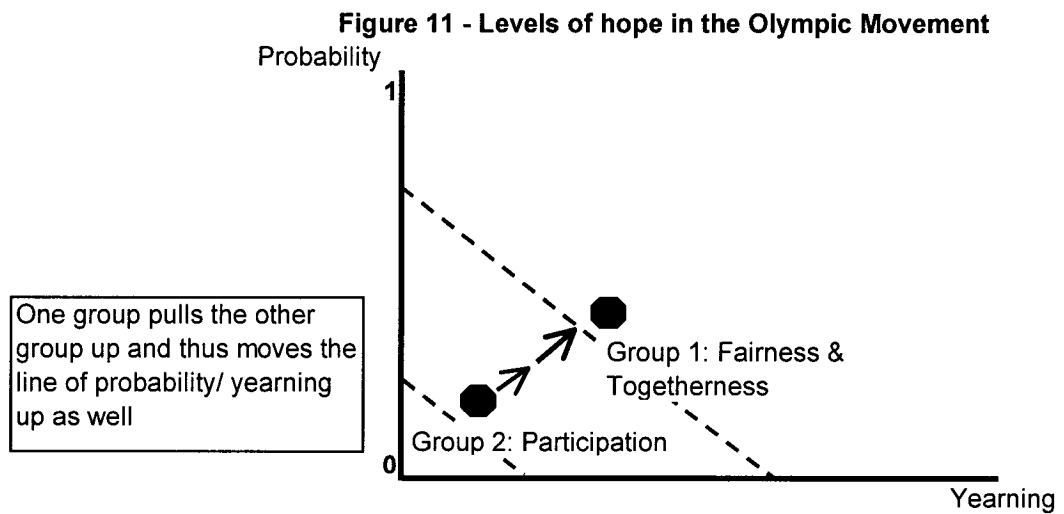 Figure 11 - Levels of hope in the Olympic Movement
Probability
1
One group pulls the other
group up and thus moves the
line of probability/ yearning
up as well
Group 1: Fairness &
Togetherness
Group 2: Participation
0
Yearning